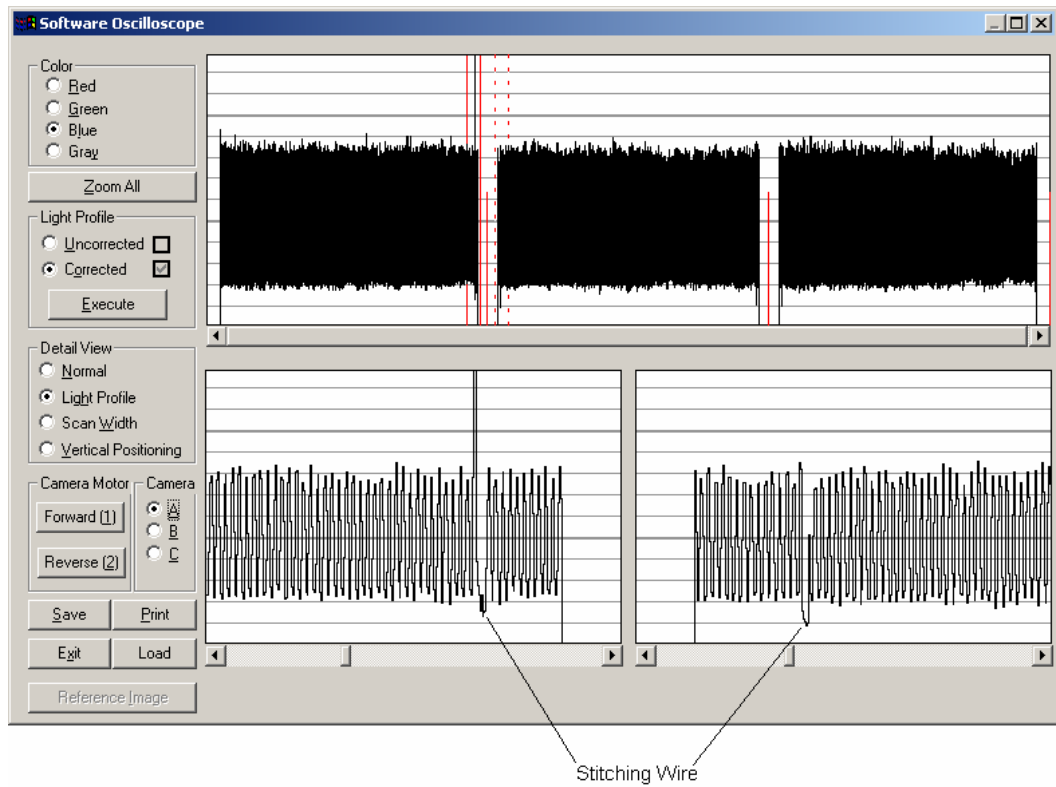 Software Oscilloscope
Color
Red
Green
Blue
Gray
Zoom All
Light Profile
Uncorrected
Corrected
Execute
Detail View
Normal
Light Profile
Scan Width
Vertical Positioning
Camera Motor
Forward (1)
Reverse (2)
Camera
A
B
C
Save
Print
Exit
Load
Reference Image
Stitching Wire